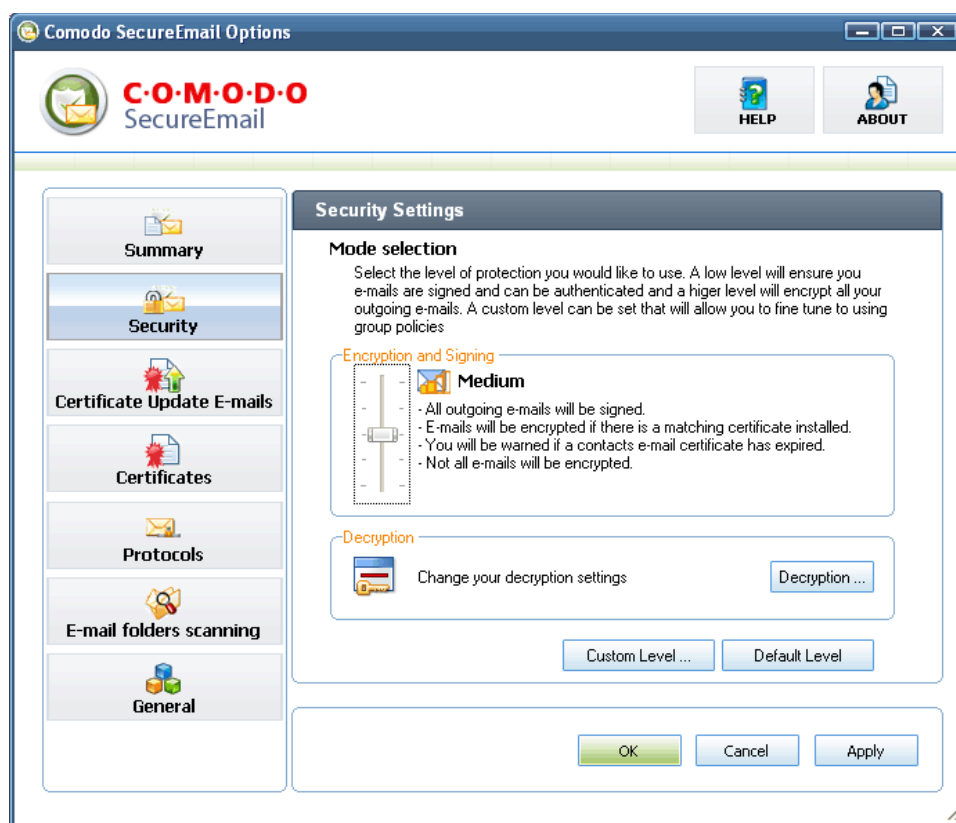 Comodo SecureEmail Options
C·O·M·O·D·O
SecureEmail
HELP
ABOUT
Summary
Security
Certificate Update E-mails
Certificates
Protocols
E-mail folders scanning
General
Security Settings
Mode selection
Select the level of protection you would like to use. A low level will ensure you
e-mails are signed and can be authenticated and a higer level will encrypt all your
outgoing e-mails. A custom level can be set that will allow you to fine tune to using
group policies
Encryption and Signing
Medium
- All outgoing e-mails will be signed.
- E-mails will be encrypted if there is a matching certificate installed.
- You will be warned if a contacts e-mail certificate has expired.
- Not all e-mails will be encrypted.
Decryption
Change your decryption settings
Decryption ...
Custom Level ...
Default Level
OK
Cancel
Apply